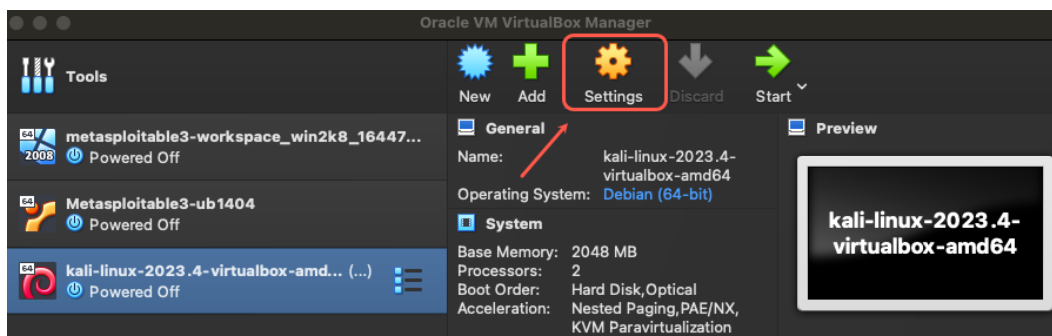 Oracle VM VirtualBox Manager
Tools
New Add Settings Discard Start
64
2008
metasploitable3-workspace_win2k8_16447...
Powered Off
64
Metasploitable3-ub1404
Powered Off
64
kali-linux-2023.4-virtualbox-amd... (...)
Powered Off
General
Name: kali-linux-2023.4-
virtualbox-amd64
Operating System: Debian (64-bit)
System
Base Memory: 2048 MB
Processors: 2
Boot Order: Hard Disk,Optical
Acceleration: Nested Paging,PAE/NX,
KVM Paravirtualization
Preview
kali-linux-2023.4-
virtualbox-amd64